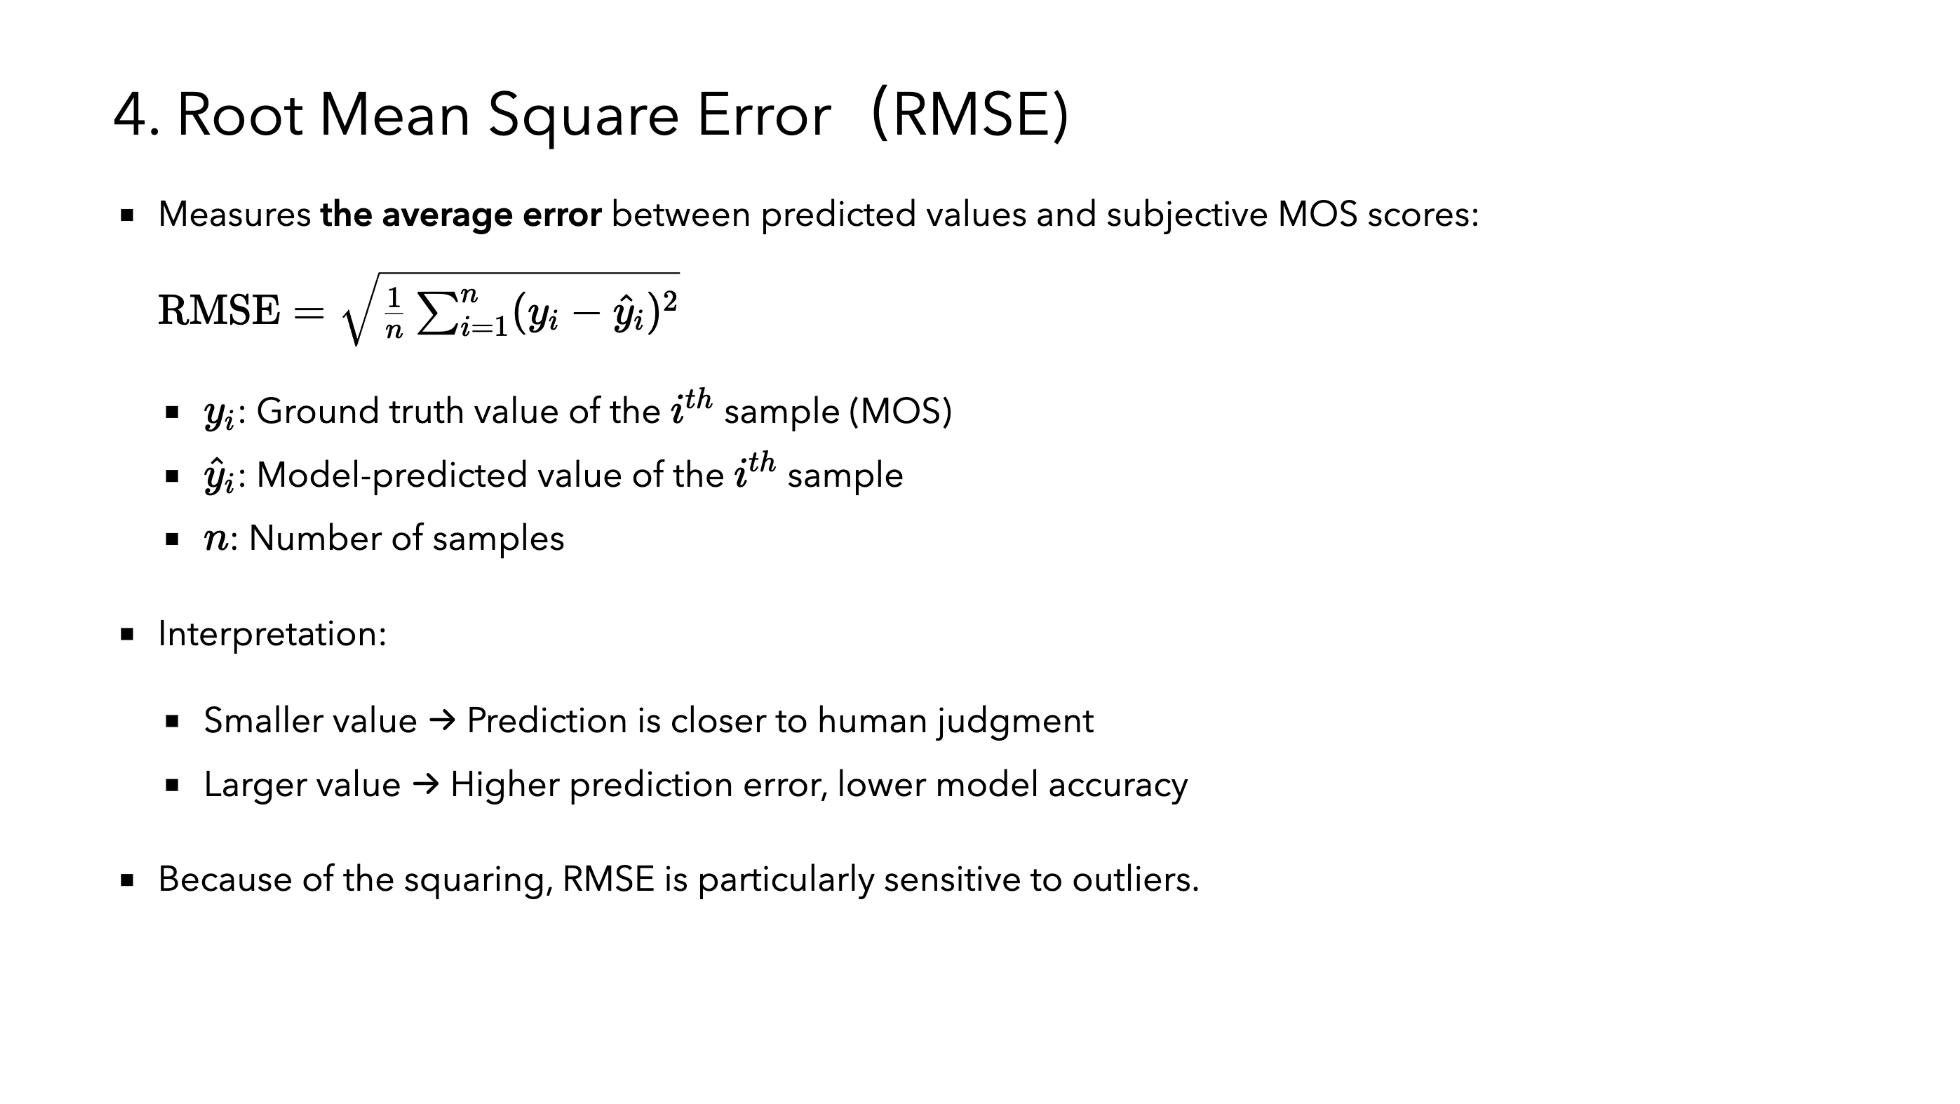 4. Root Mean Square Error（RMSE)
▪ Measures the average error between predicted values and subjective MOS scores:
RMSE = √(1/n ∑ⁿᵢ₌₁(yᵢ − ŷᵢ)²)
▪ yᵢ: Ground truth value of the iᵗʰ sample (MOS)
▪ ŷᵢ: Model-predicted value of the iᵗʰ sample
▪ n: Number of samples
▪ Interpretation:
▪ Smaller value → Prediction is closer to human judgment
▪ Larger value → Higher prediction error, lower model accuracy
▪ Because of the squaring, RMSE is particularly sensitive to outliers.